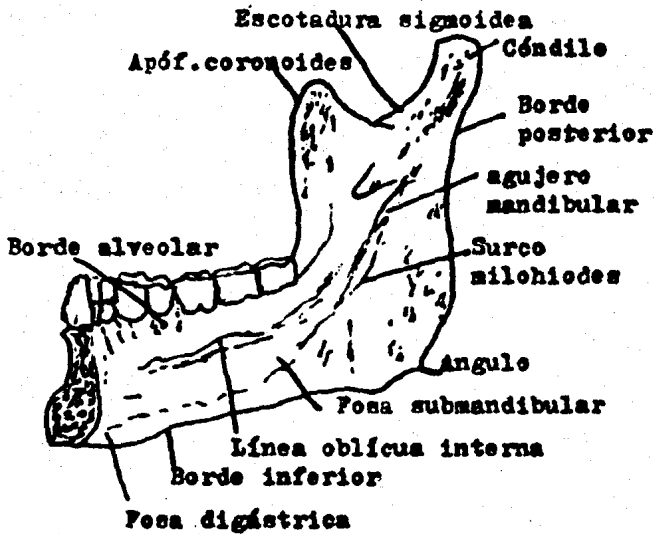 Escotadura sigmoidea
Apóf.coronoides
Cóndilo
Borde
posterior
agujero
mandibular
Borde alveolar
Surco
milohiodes
Angulo
Fosa submandibular
Línea oblícua interna
Borde inferior
Fosa digástrica